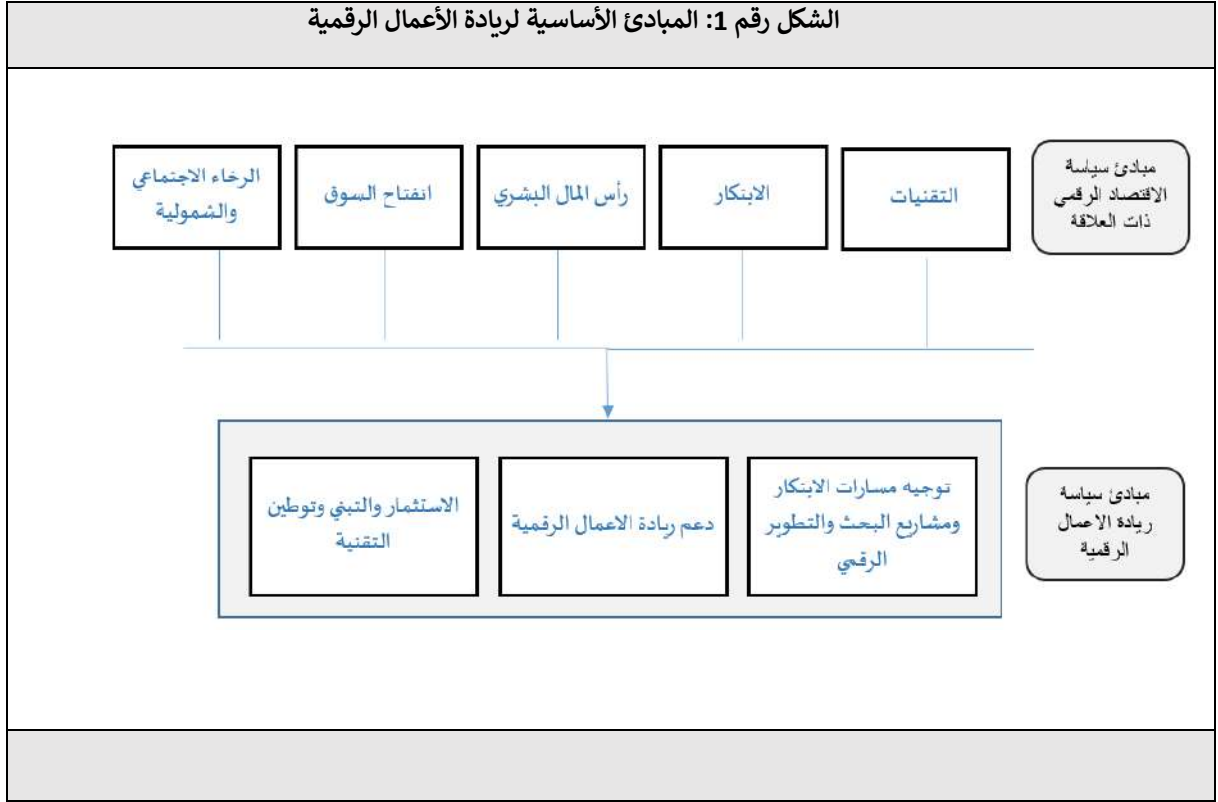 الشكل رقم 1: المبادئ الأساسية لريادة الأعمال الرقمية
مبادئ سياسة
الاقتصاد الرقمي
ذات العلاقة
التقنيات
الابتكار
رأس المال البشري
انفتاح السوق
الرخاء الاجتماعي
والشمولية
مبادئ سياسة
ريادة الاعمال
الرقمية
توجيه مسارات الابتكار
ومشاريع البحث والتطوير
الرقمي
دعم ريادة الاعمال الرقمية
الاستثمار والتبني وتوطين
التقنية